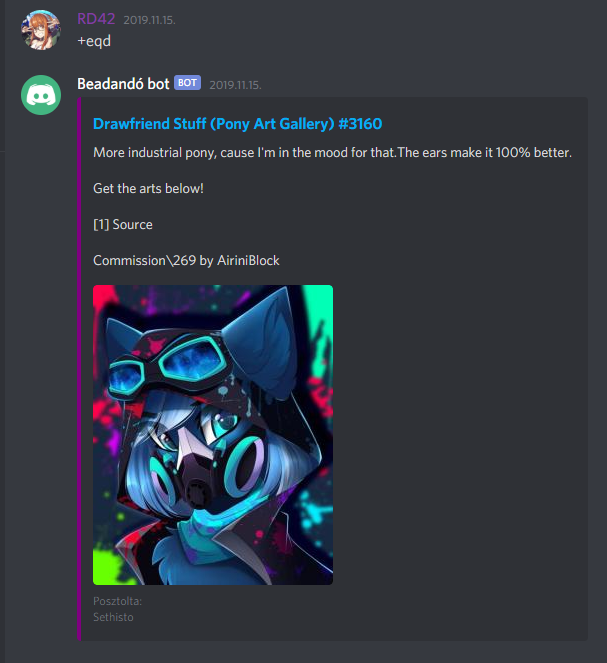 RD42 2019.11.15.
+eqd
Beadandó bot BOT 2019.11.15.
Drawfriend Stuff (Pony Art Gallery) #3160
More industrial pony, cause I'm in the mood for that.The ears make it 100% better.
Get the arts below!
[1] Source
Commission\269 by AiriniBlock
Posztolta:
Sethisto